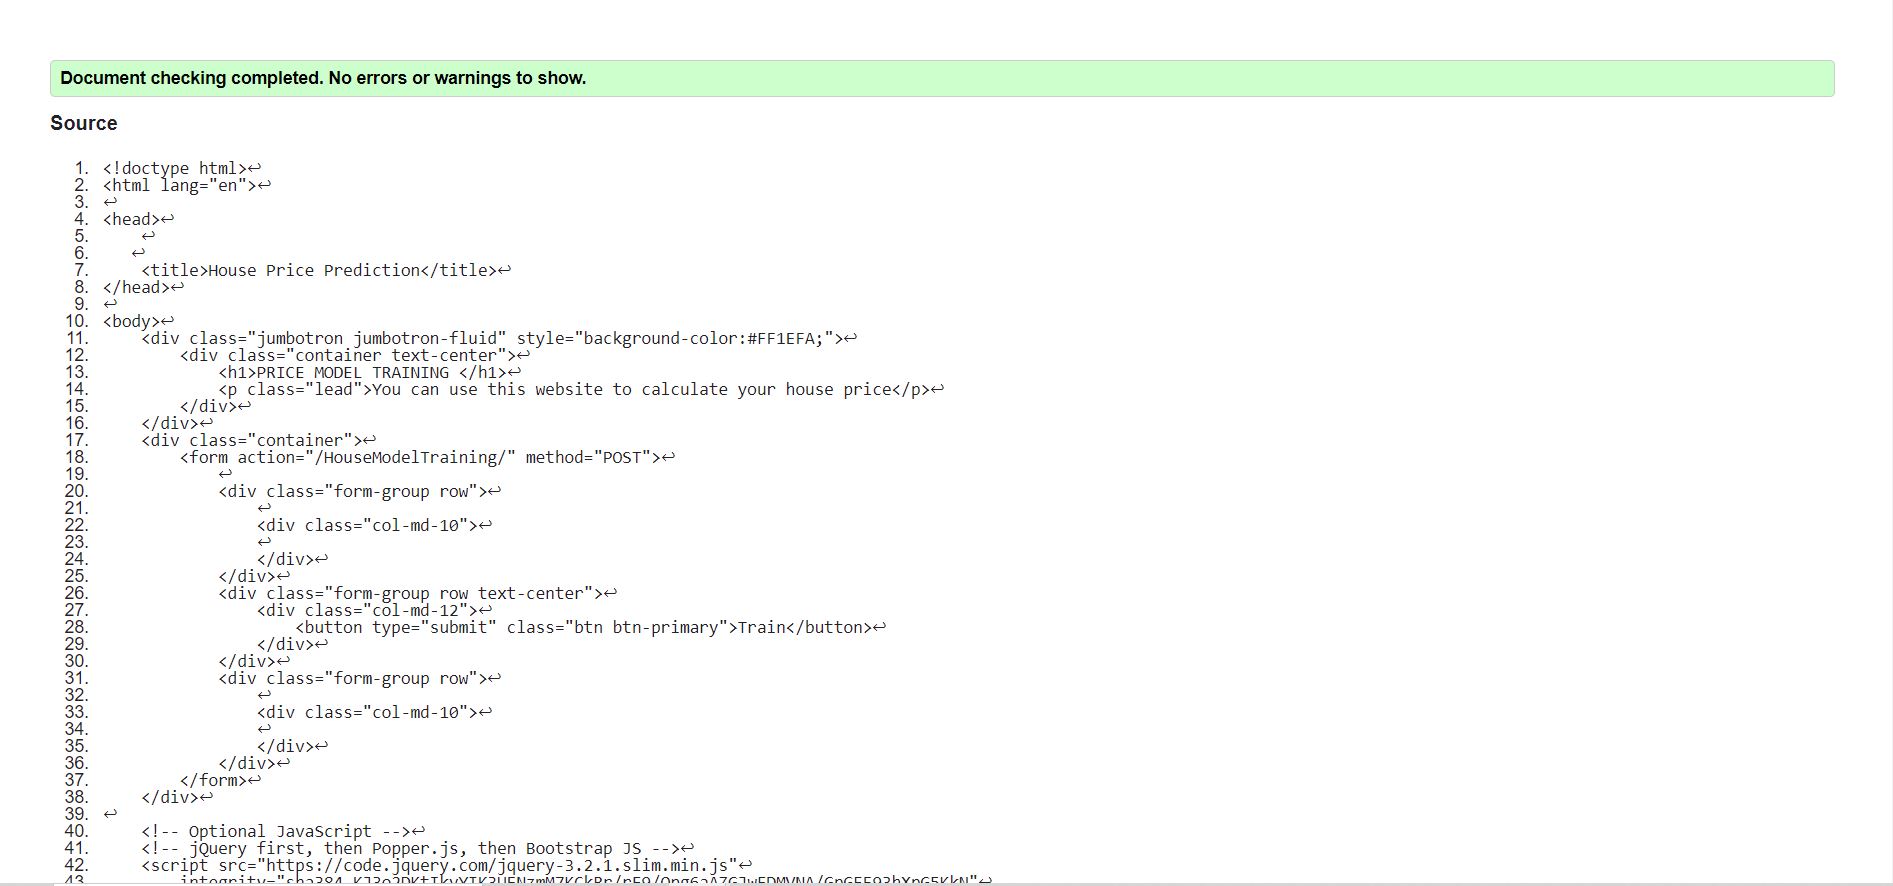 Document checking completed. No errors or warnings to show.
Source
1. <!doctype html>↩
2. <html lang="en">↩
3. ↩
4. <head>↩
5. ↩
6. ↩
7. <title>House Price Prediction</title>↩
8. </head>↩
9. ↩
10. <body>↩
11. <div class="jumbotron jumbotron-fluid" style="background-color:#FF1EFA;">↩
12. <div class="container text-center">↩
13. <h1>PRICE MODEL TRAINING </h1>↩
14. <p class="lead">You can use this website to calculate your house price</p>↩
15. </div>↩
16. </div>↩
17. <div class="container">↩
18. <form action="/HouseModelTraining/" method="POST">↩
19. ↩
20. <div class="form-group row">↩
21. ↩
22. <div class="col-md-10">↩
23. ↩
24. </div>↩
25. </div>↩
26. <div class="form-group row text-center">↩
27. <div class="col-md-12">↩
28. <button type="submit" class="btn btn-primary">Train</button>↩
29. </div>↩
30. </div>↩
31. <div class="form-group row">↩
32. ↩
33. <div class="col-md-10">↩
34. ↩
35. </div>↩
36. </div>↩
37. </form>↩
38. </div>↩
39. ↩
40. <!-- Optional JavaScript -->↩
41. <!-- jQuery first, then Popper.js, then Bootstrap JS -->↩
42. <script src="https://code.jquery.com/jquery-3.2.1.slim.min.js"↩
43.